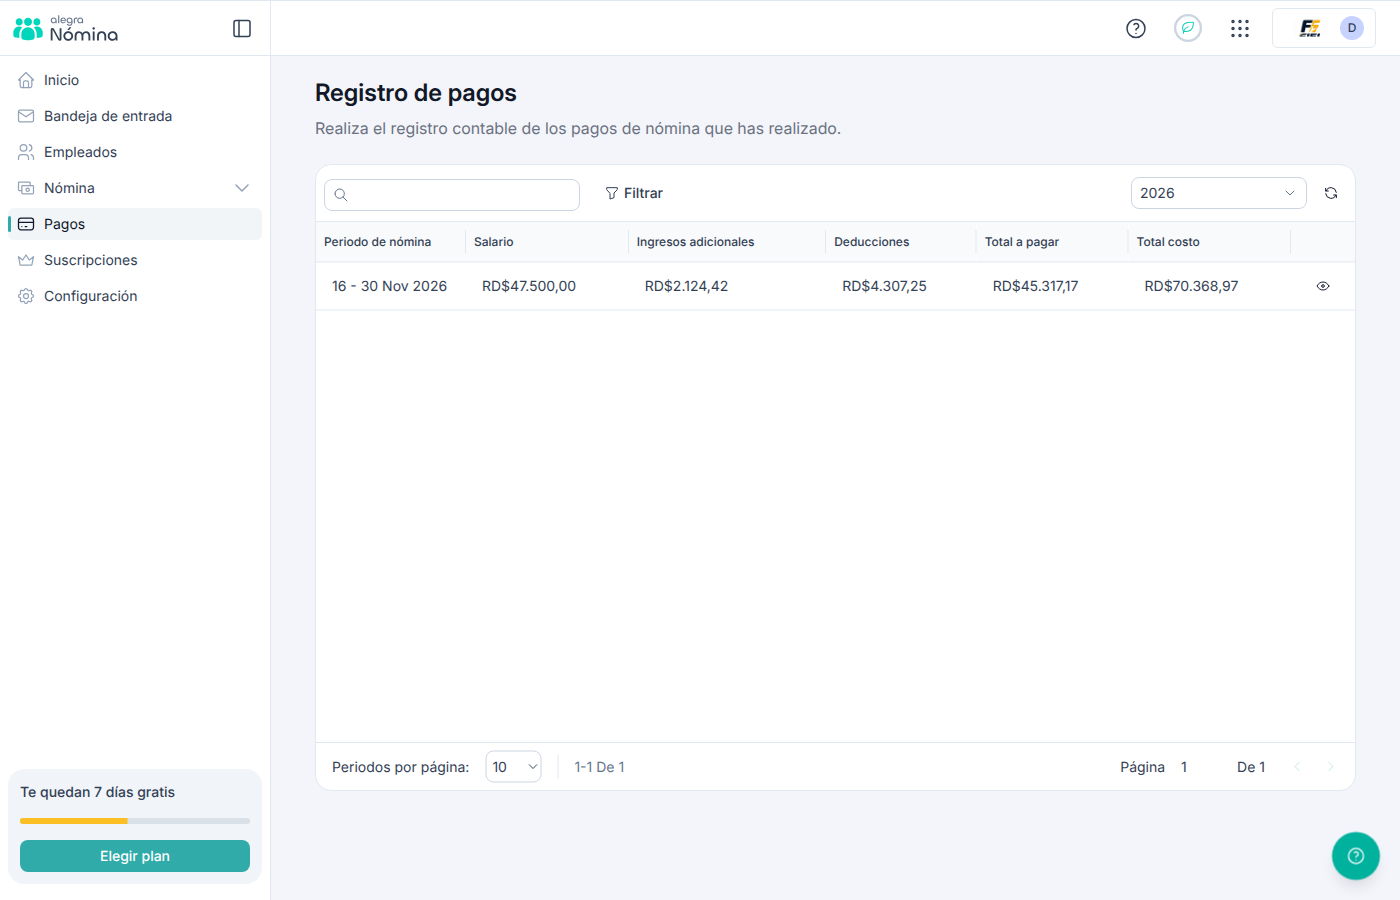 alegra
Nómina
D
Inicio
Bandeja de entrada
Empleados
Nómina
Pagos
Suscripciones
Configuración
Registro de pagos
Realiza el registro contable de los pagos de nómina que has realizado.
Filtrar
2026
Periodo de nómina Salario Ingresos adicionales Deducciones Total a pagar Total costo
16 - 30 Nov 2026 RD$47.500,00 RD$2.124,42 RD$4.307,25 RD$45.317,17 RD$70.368,97
Periodos por página: 10 1-1 De 1 Página 1 De 1
Te quedan 7 días gratis
Elegir plan